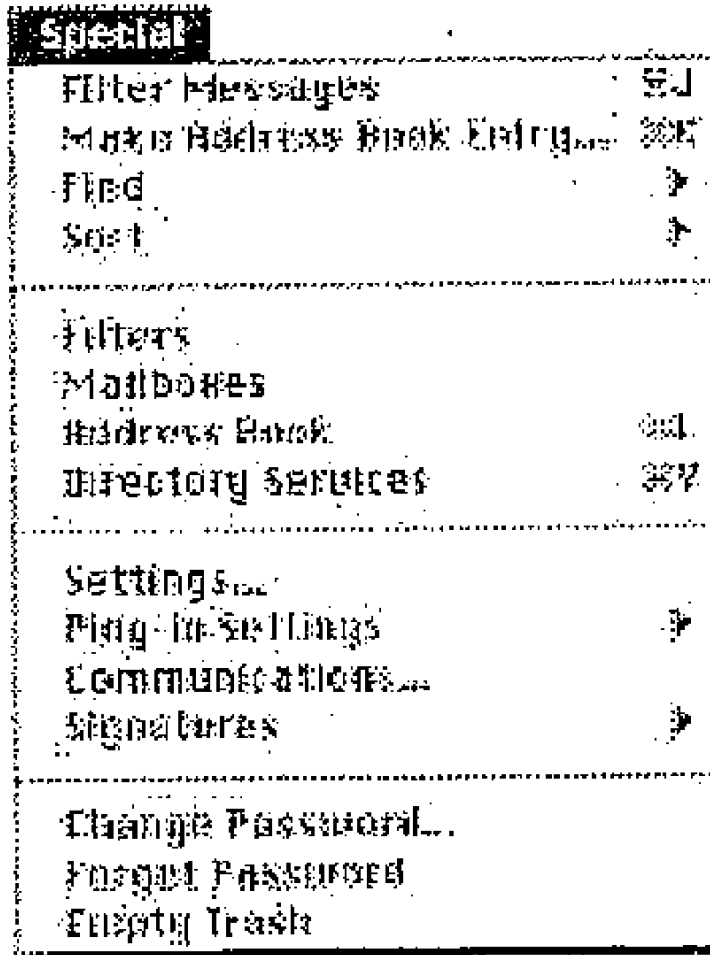 Special
Filter Messages ⌘J
Make Address Book Entry... ⌘K
Find
Sort
Filters
Mailboxes
Address Book ⌘L
Directory Services ⌘Y
Settings...
Plug-in Settings
Communications...
Signatures
Change Password...
Forget Password
Empty Trash